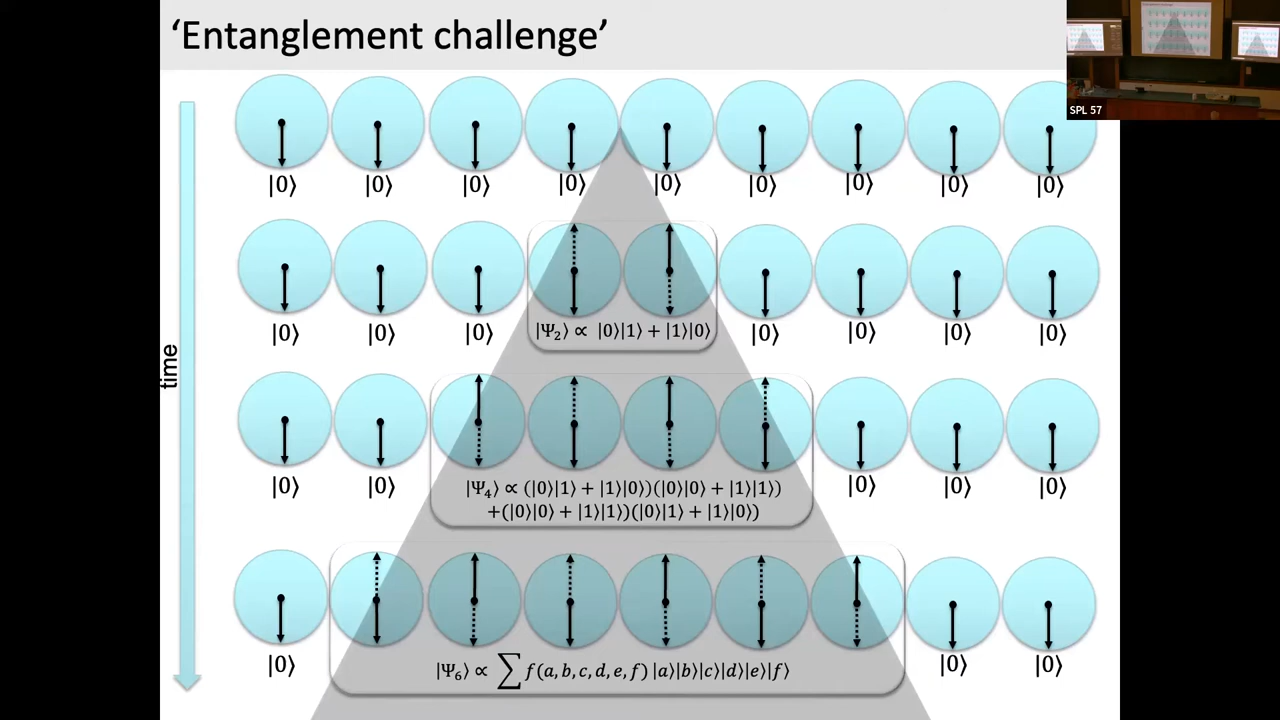 ‘Entanglement challenge’
SPL 57
|0⟩ |0⟩ |0⟩ |0⟩ |0⟩ |0⟩ |0⟩ |0⟩ |0⟩
|0⟩ |0⟩ |0⟩ |Ψ₂⟩ ∝ |0⟩|1⟩ + |1⟩|0⟩ |0⟩ |0⟩ |0⟩ |0⟩
time
|0⟩ |0⟩ |Ψ₄⟩ ∝ (|0⟩|1⟩ + |1⟩|0⟩)(|0⟩|0⟩ + |1⟩|1⟩) |0⟩ |0⟩ |0⟩
+(|0⟩|0⟩ + |1⟩|1⟩)(|0⟩|1⟩ + |1⟩|0⟩)
|0⟩ |Ψ₆⟩ ∝ ∑ f(a, b, c, d, e, f) |a⟩|b⟩|c⟩|d⟩|e⟩|f⟩ |0⟩ |0⟩